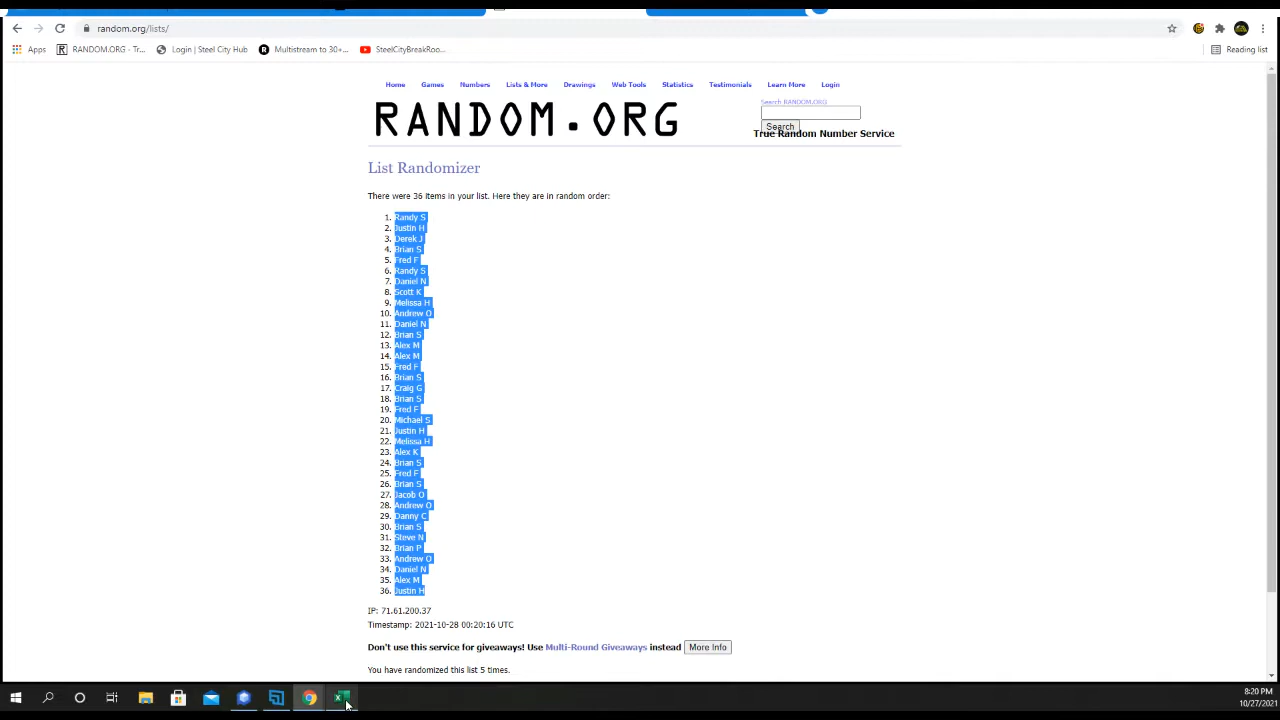 random.org/lists/
Apps RANDOM.ORG - Tr... Login | Steel City Hub Multistream to 30+... SteelCityBreakRoo... Reading list
Home Games Numbers Lists & More Drawings Web Tools Statistics Testimonials Learn More Login
Search RANDOM.ORG
RANDOM.ORG
Search
True Random Number Service
List Randomizer
There were 36 items in your list. Here they are in random order:
1. Randy S
2. Justin H
3. Derek J
4. Brian S
5. Fred F
6. Randy S
7. Daniel N
8. Scott K
9. Melissa H
10. Andrew O
11. Daniel N
12. Brian S
13. Alex M
14. Alex M
15. Fred F
16. Brian S
17. Craig G
18. Brian S
19. Fred F
20. Michael S
21. Justin H
22. Melissa H
23. Alex K
24. Brian S
25. Fred F
26. Brian S
27. Jacob O
28. Andrew O
29. Danny C
30. Brian S
31. Steve N
32. Brian P
33. Andrew O
34. Daniel N
35. Alex M
36. Justin H
IP: 71.61.200.37
Timestamp: 2021-10-28 00:20:16 UTC
Don't use this service for giveaways! Use Multi-Round Giveaways instead More Info
You have randomized this list 5 times.
8:20 PM
10/27/2021